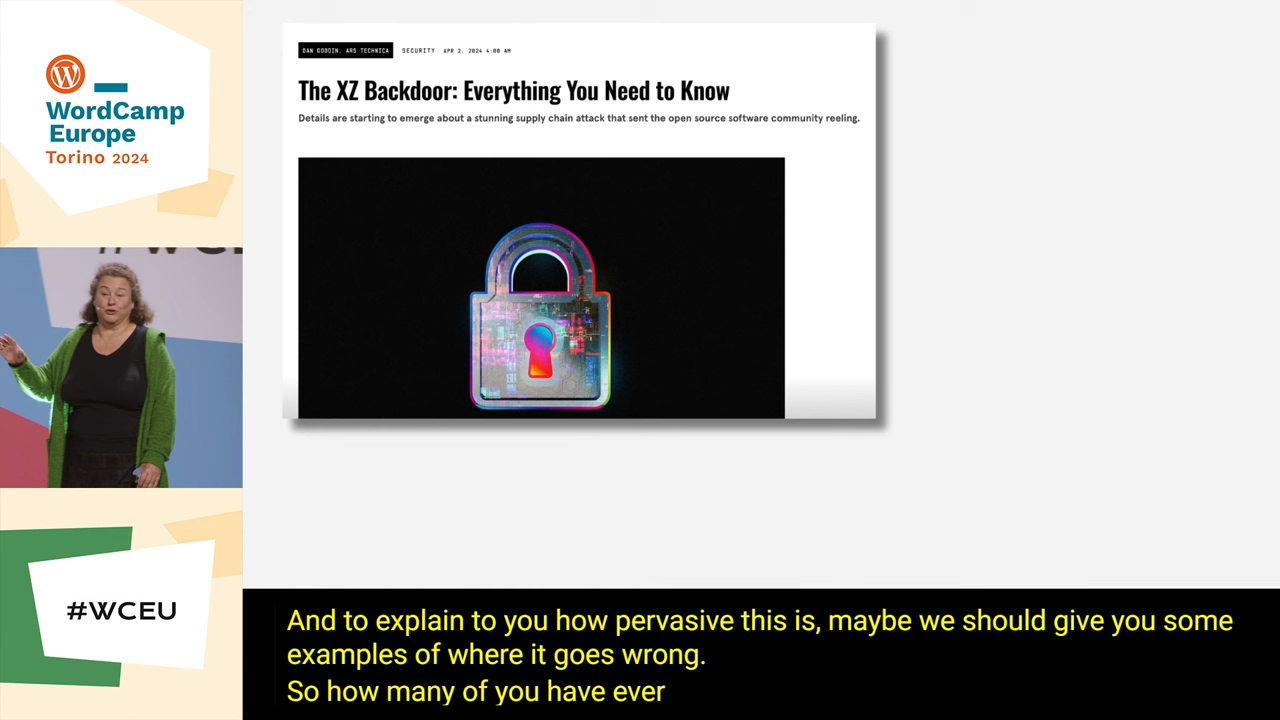 WordCamp
Europe
Torino 2024
#WCEU
DAN GOODIN, ARS TECHNICA SECURITY APR 2, 2024 4:00 AM
The XZ Backdoor: Everything You Need to Know
Details are starting to emerge about a stunning supply chain attack that sent the open source software community reeling.
And to explain to you how pervasive this is, maybe we should give you some
examples of where it goes wrong.
So how many of you have ever